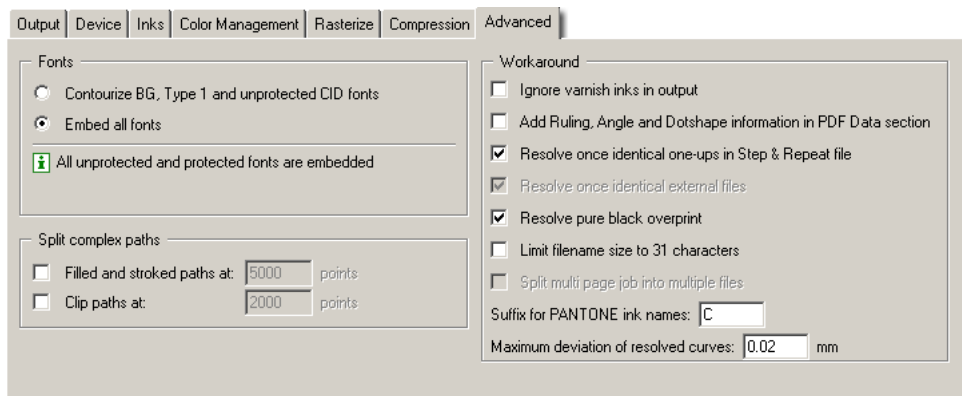 Output Device Inks Color Management Rasterize Compression Advanced
Fonts
Contourize BG, Type 1 and unprotected CID fonts
Embed all fonts
All unprotected and protected fonts are embedded
Split complex paths
Filled and stroked paths at: 5000 points
Clip paths at: 2000 points
Workaround
Ignore varnish inks in output
Add Ruling, Angle and Dotshape information in PDF Data section
Resolve once identical one-ups in Step & Repeat file
Resolve once identical external files
Resolve pure black overprint
Limit filename size to 31 characters
Split multi page job into multiple files
Suffix for PANTONE ink names: C
Maximum deviation of resolved curves: 0.02 mm